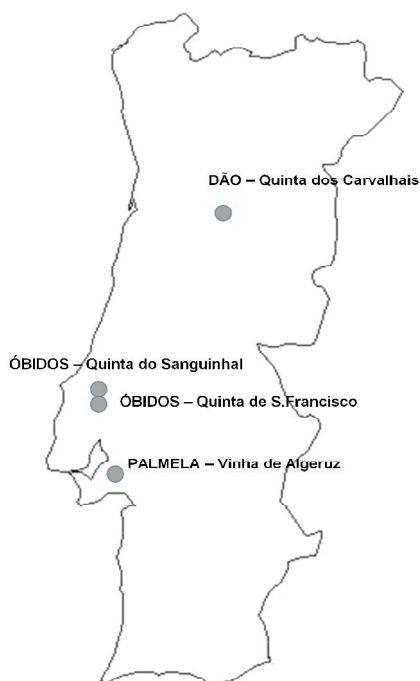 DÃO – Quinta dos Carvalhais
ÓBIDOS – Quinta do Sanguinhal
ÓBIDOS – Quinta de S.Francisco
PALMELA – Vinha de Algeruz